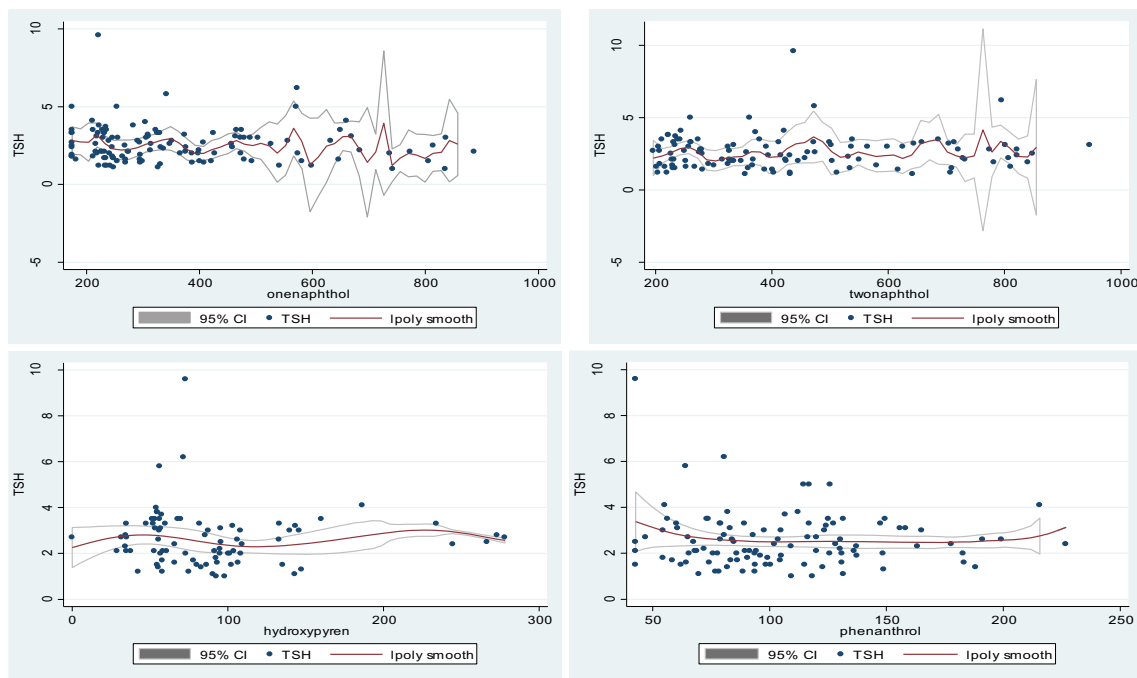 10
5
0
-5
TSH
200 400 600 800 1000
onenaphthol
95% CI TSH lpoly smooth
10
5
0
-5
TSH
200 400 600 800 1000
twonaphthol
95% CI TSH lpoly smooth
10
8
6
4
2
0
TSH
0 100 200 300
hydroxypyren
95% CI TSH lpoly smooth
10
8
6
4
2
0
TSH
50 100 150 200 250
phenanthrol
95% CI TSH lpoly smooth